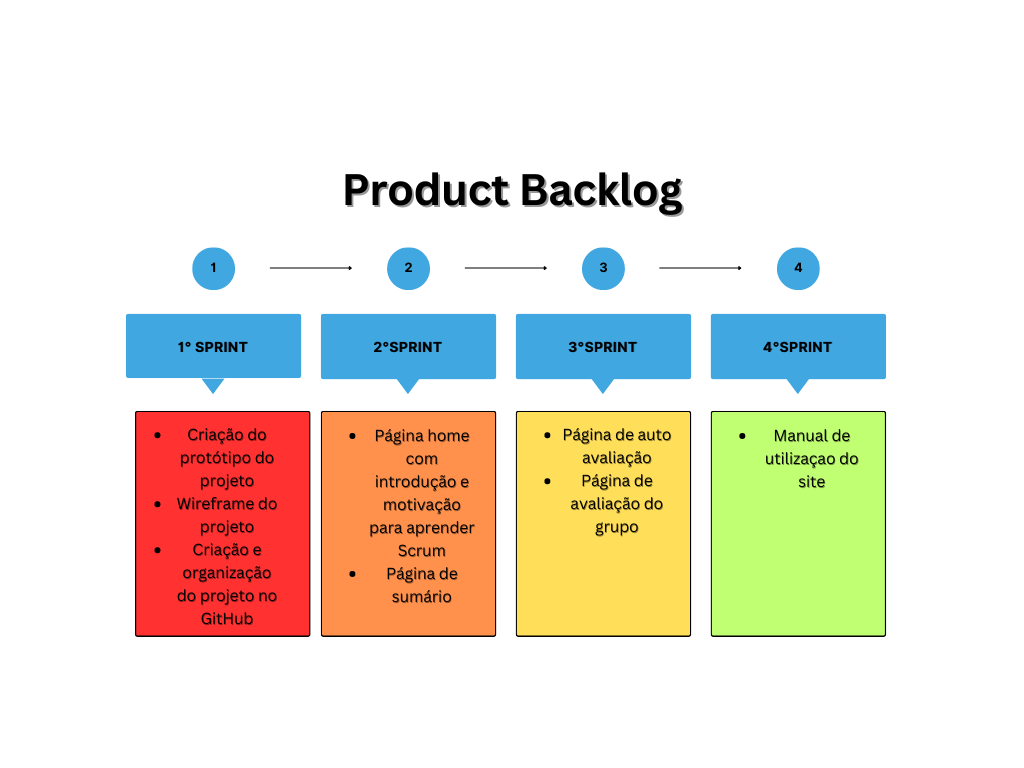 Product Backlog
1
2
3
4
1° SPRINT
2°SPRINT
3°SPRINT
4°SPRINT
• Criação do
protótipo do
projeto
• Wireframe do
projeto
• Criação e
organização
do projeto no
GitHub
• Página home
com
introdução e
motivação
para aprender
Scrum
• Página de
sumário
• Página de auto
avaliação
• Página de
avaliação do
grupo
• Manual de
utilizaçao do
site